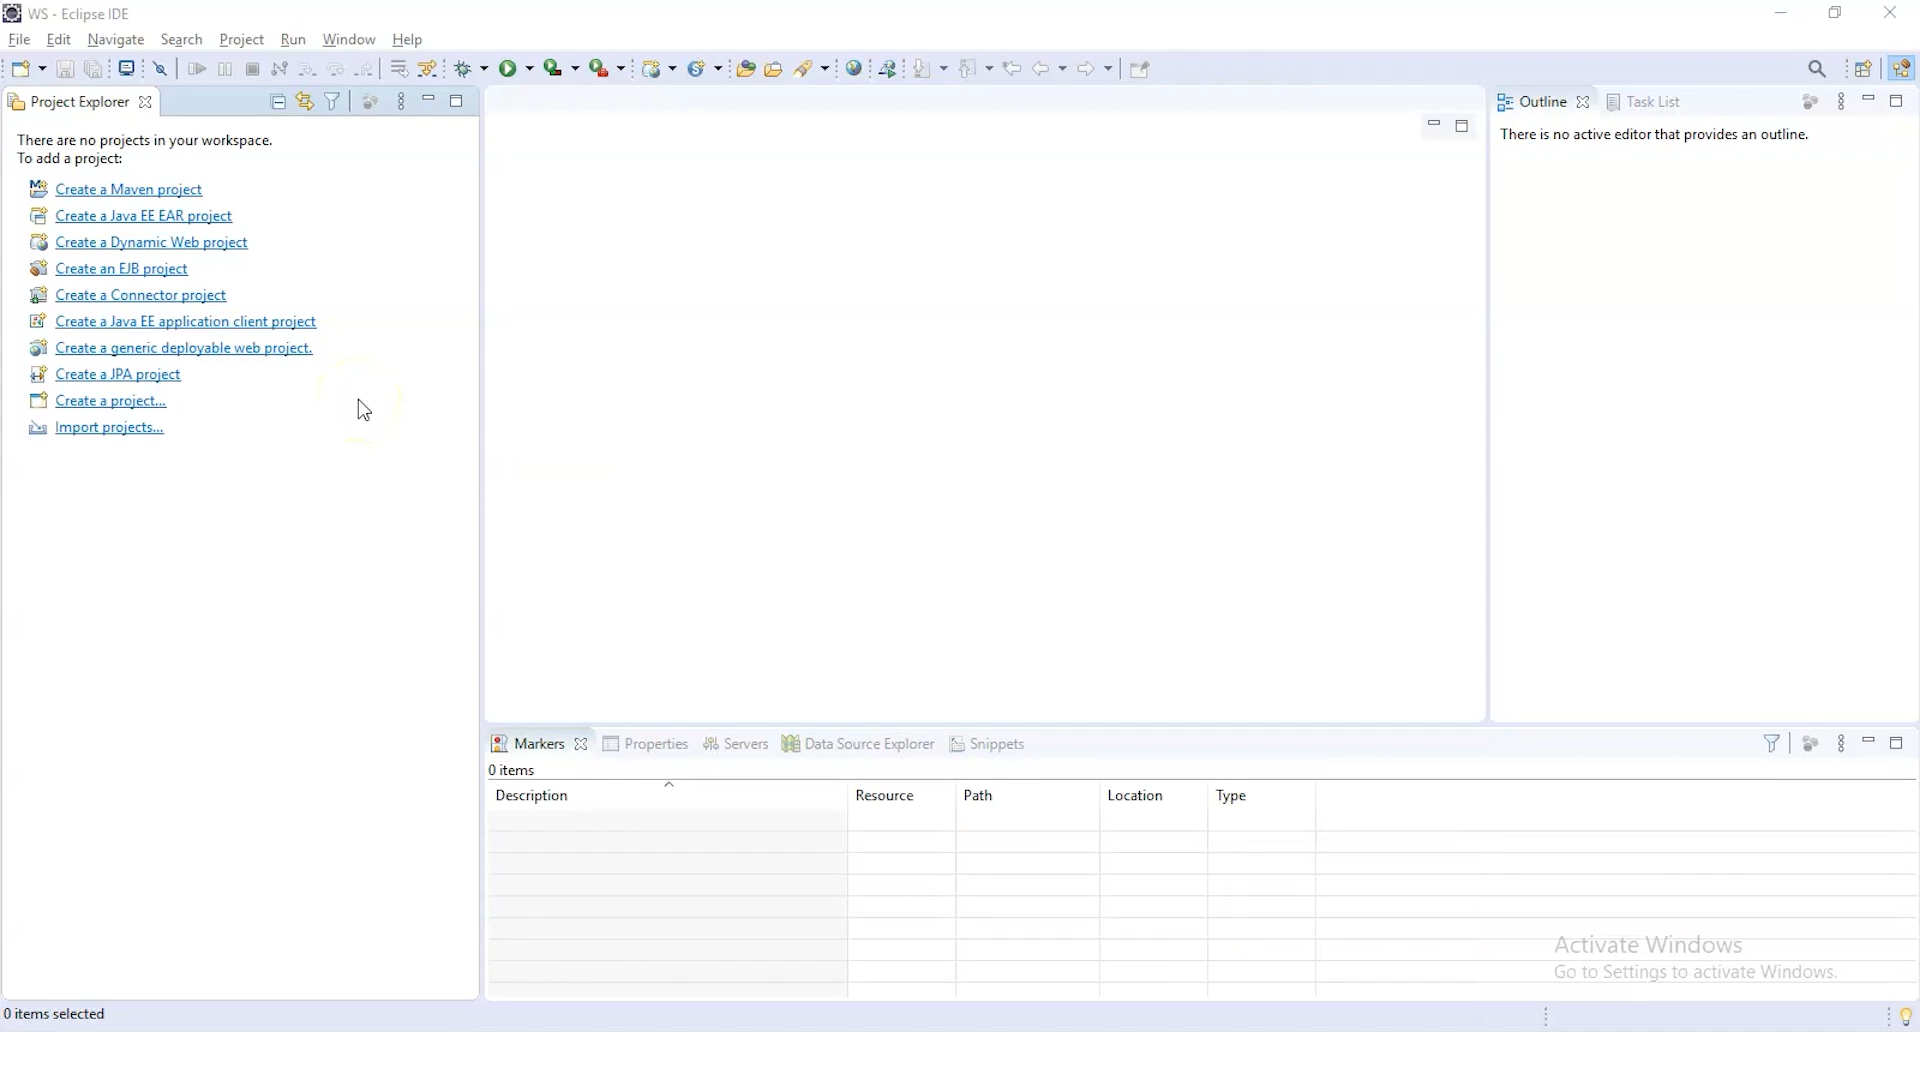 WS - Eclipse IDE
File Edit Navigate Search Project Run Window Help
Project Explorer
There are no projects in your workspace.
To add a project:
Create a Maven project
Create a Java EE EAR project
Create a Dynamic Web project
Create an EJB project
Create a Connector project
Create a Java EE application client project
Create a generic deployable web project.
Create a JPA project
Create a project...
Import projects...
Outline Task List
There is no active editor that provides an outline.
Markers Properties Servers Data Source Explorer Snippets
0 items
Description Resource Path Location Type
Activate Windows
Go to Settings to activate Windows.
0 items selected